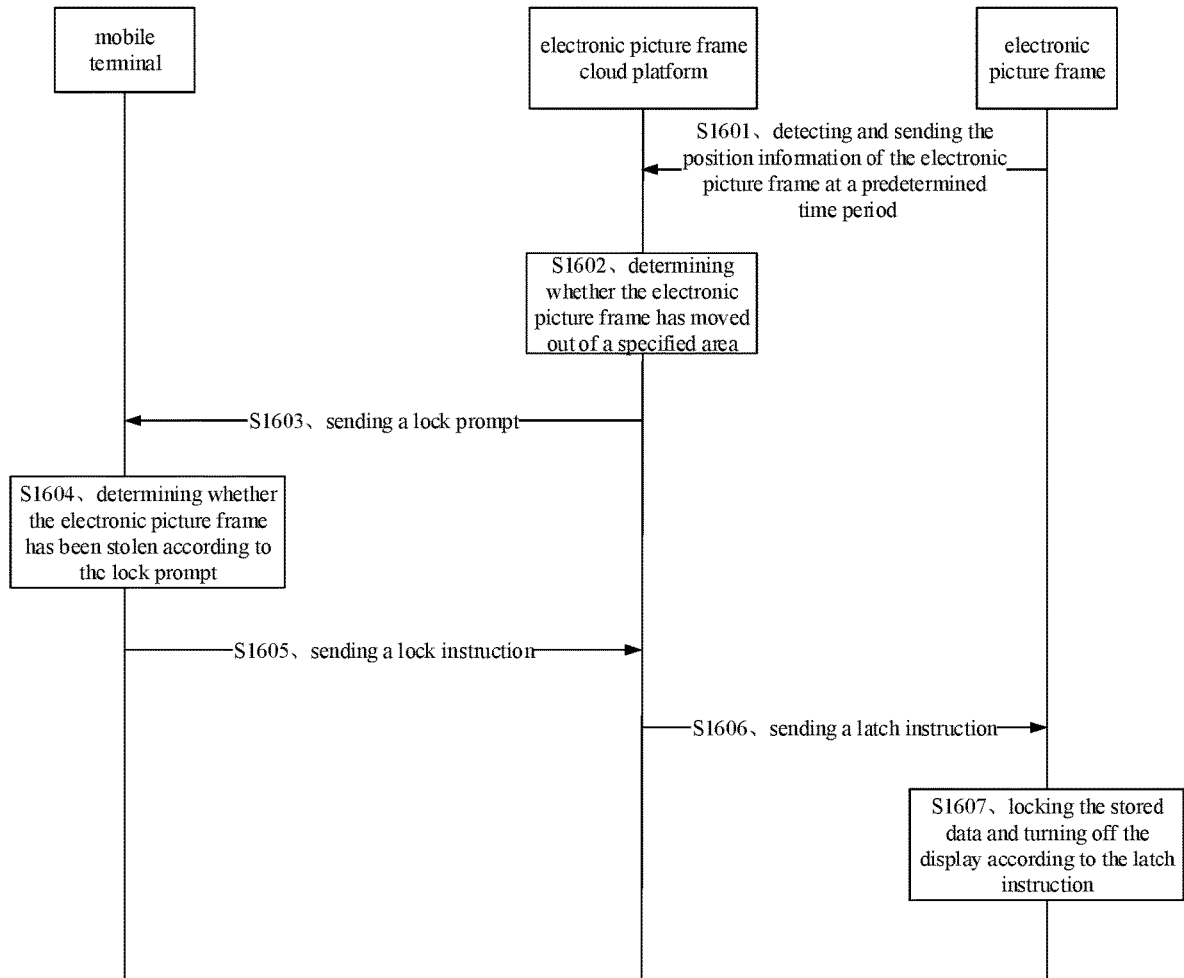 mobile
terminal
electronic picture frame
cloud platform
electronic
picture frame
S1601、detecting and sending the
position information of the electronic
picture frame at a predetermined
time period
S1602、determining
whether the electronic
picture frame has moved
out of a specified area
S1603、sending a lock prompt
S1604、determining whether
the electronic picture frame
has been stolen according to
the lock prompt
S1605、sending a lock instruction
S1606、sending a latch instruction
S1607、locking the stored
data and turning off the
display according to the latch
instruction